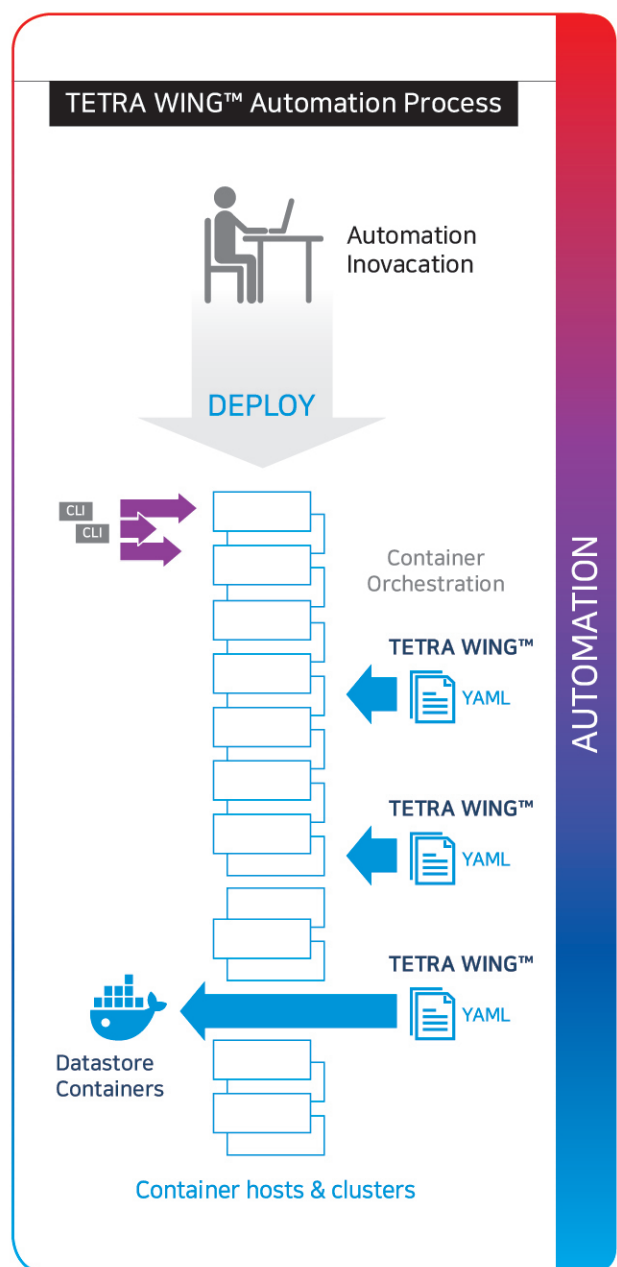 TETRA WING™ Automation Process
Automation
Inovacation
DEPLOY
CLI
CLI
Container
Orchestration
TETRA WING™
YAML
TETRA WING™
YAML
TETRA WING™
YAML
Datastore
Containers
Container hosts & clusters
AUTOMATION